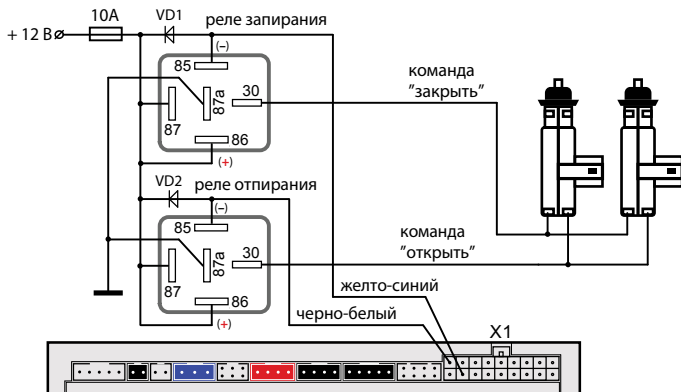 10A
VD1
реле запирания
+ 12 В
(–)
85
87a
30
87
86
(+)
команда
"закрыть"
VD2
реле отпирания
(–)
85
87a
30
87
86
(+)
команда
"открыть"
желто-синий
черно-белый
X1